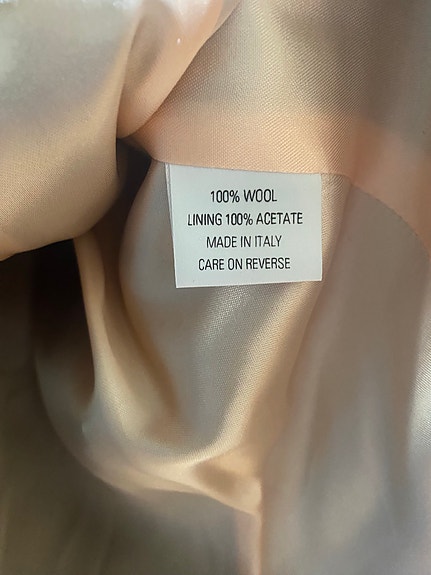 100% WOOL
LINING 100% ACETATE
MADE IN ITALY
CARE ON REVERSE